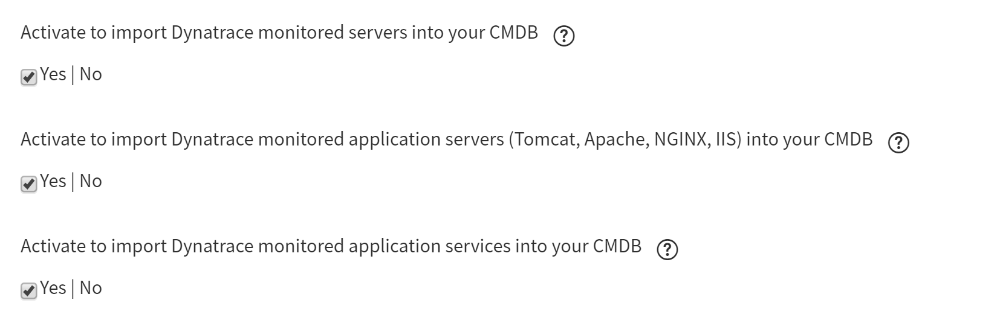 Activate to import Dynatrace monitored servers into your CMDB ?
Yes | No
Activate to import Dynatrace monitored application servers (Tomcat, Apache, NGINX, IIS) into your CMDB ?
Yes | No
Activate to import Dynatrace monitored application services into your CMDB ?
Yes | No